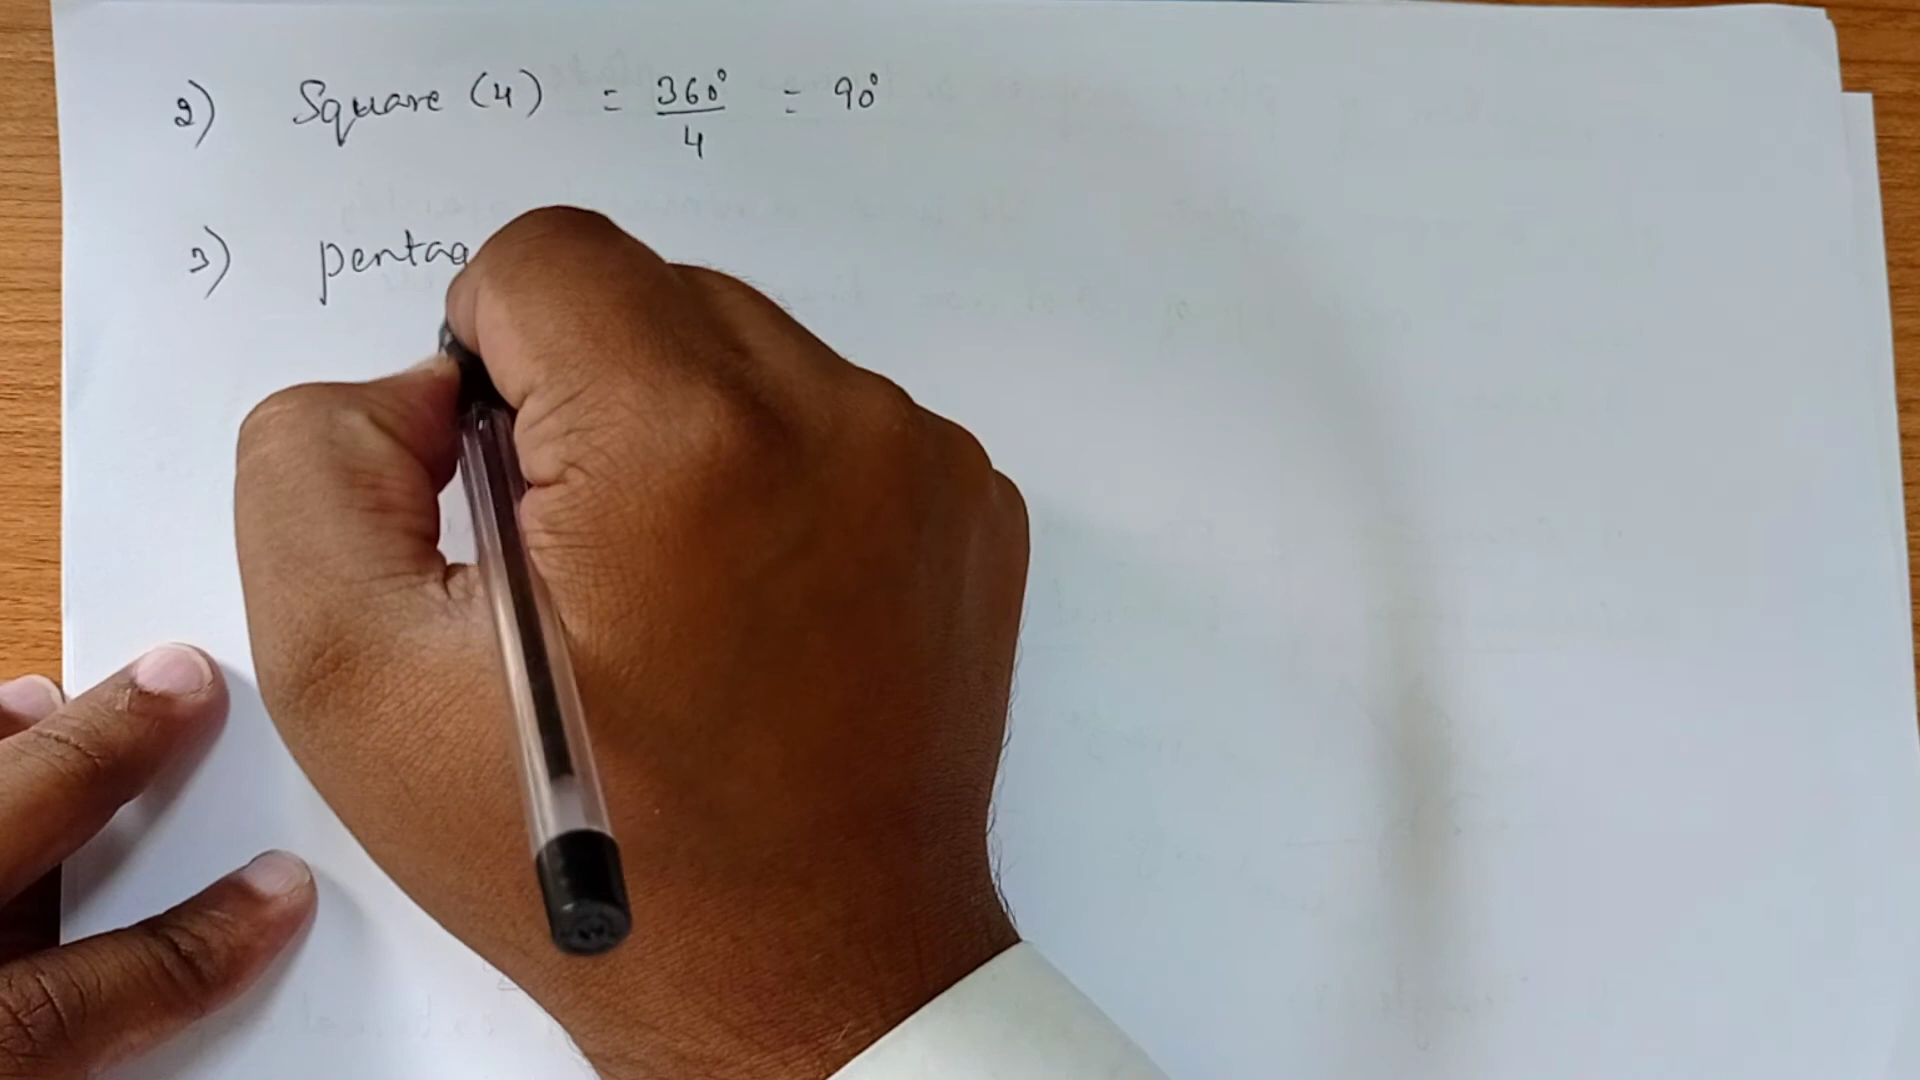 2) Square (4) = 360°/4 = 90°
3) pentag